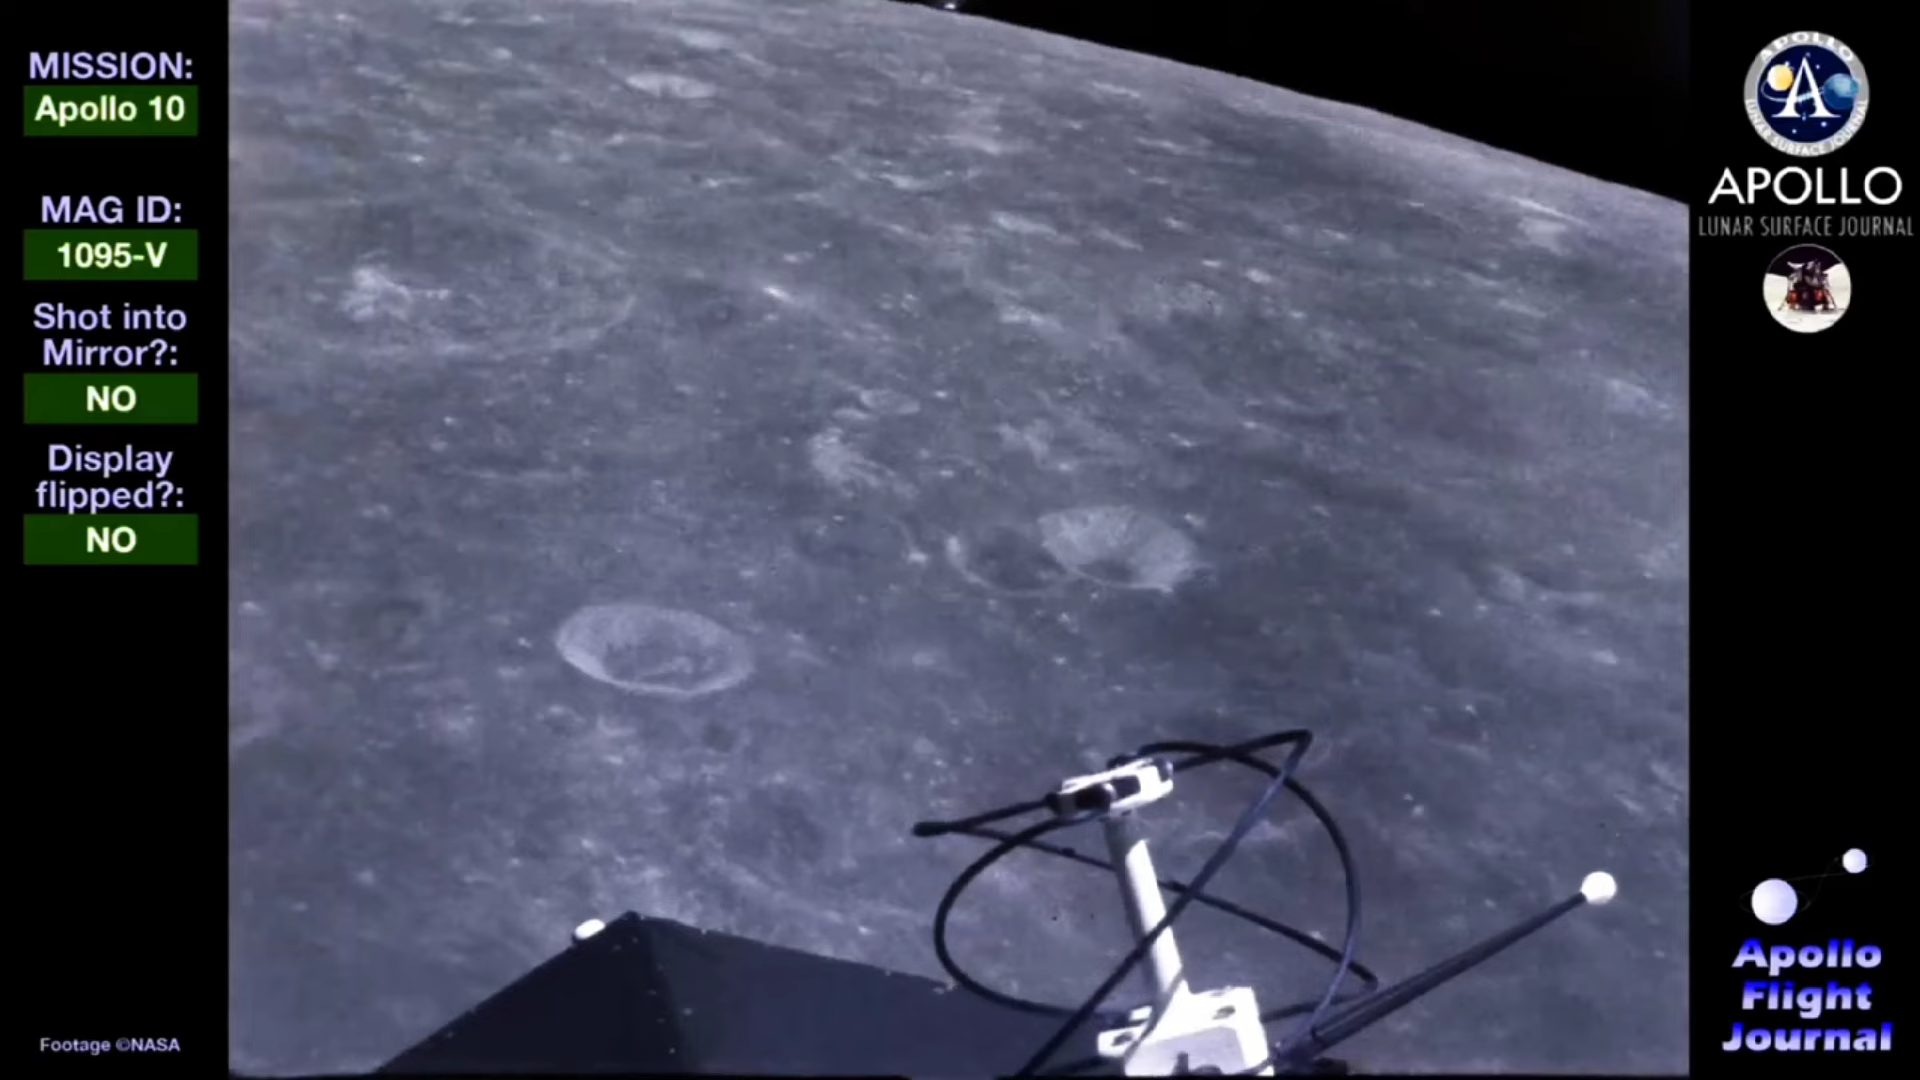 MISSION:
Apollo 10
MAG ID:
1095-V
Shot into
Mirror?:
NO
Display
flipped?:
NO
Footage ©NASA
APOLLO
LUNAR SURFACE JOURNAL
A
APOLLO
LUNAR SURFACE JOURNAL
Apollo
Flight
Journal